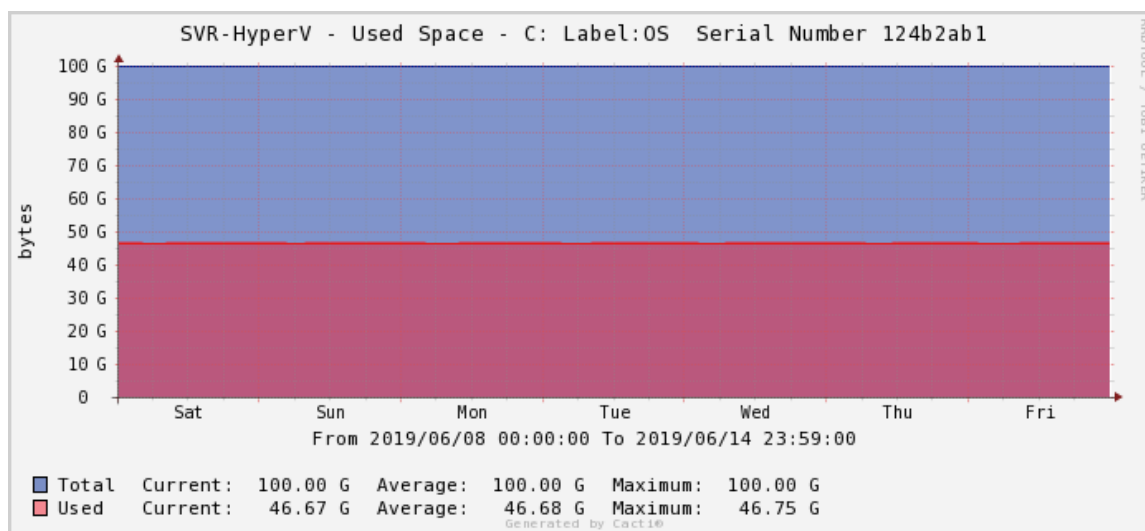 SVR-HyperV - Used Space - C: Label:OS  Serial Number 124b2ab1
100 G
90 G
80 G
70 G
60 G
50 G
40 G
30 G
20 G
10 G
0
bytes
Sat Sun Mon Tue Wed Thu Fri
From 2019/06/08 00:00:00 To 2019/06/14 23:59:00
Total Current: 100.00 G Average: 100.00 G Maximum: 100.00 G
Used Current: 46.67 G Average: 46.68 G Maximum: 46.75 G
Generated by Cacti®